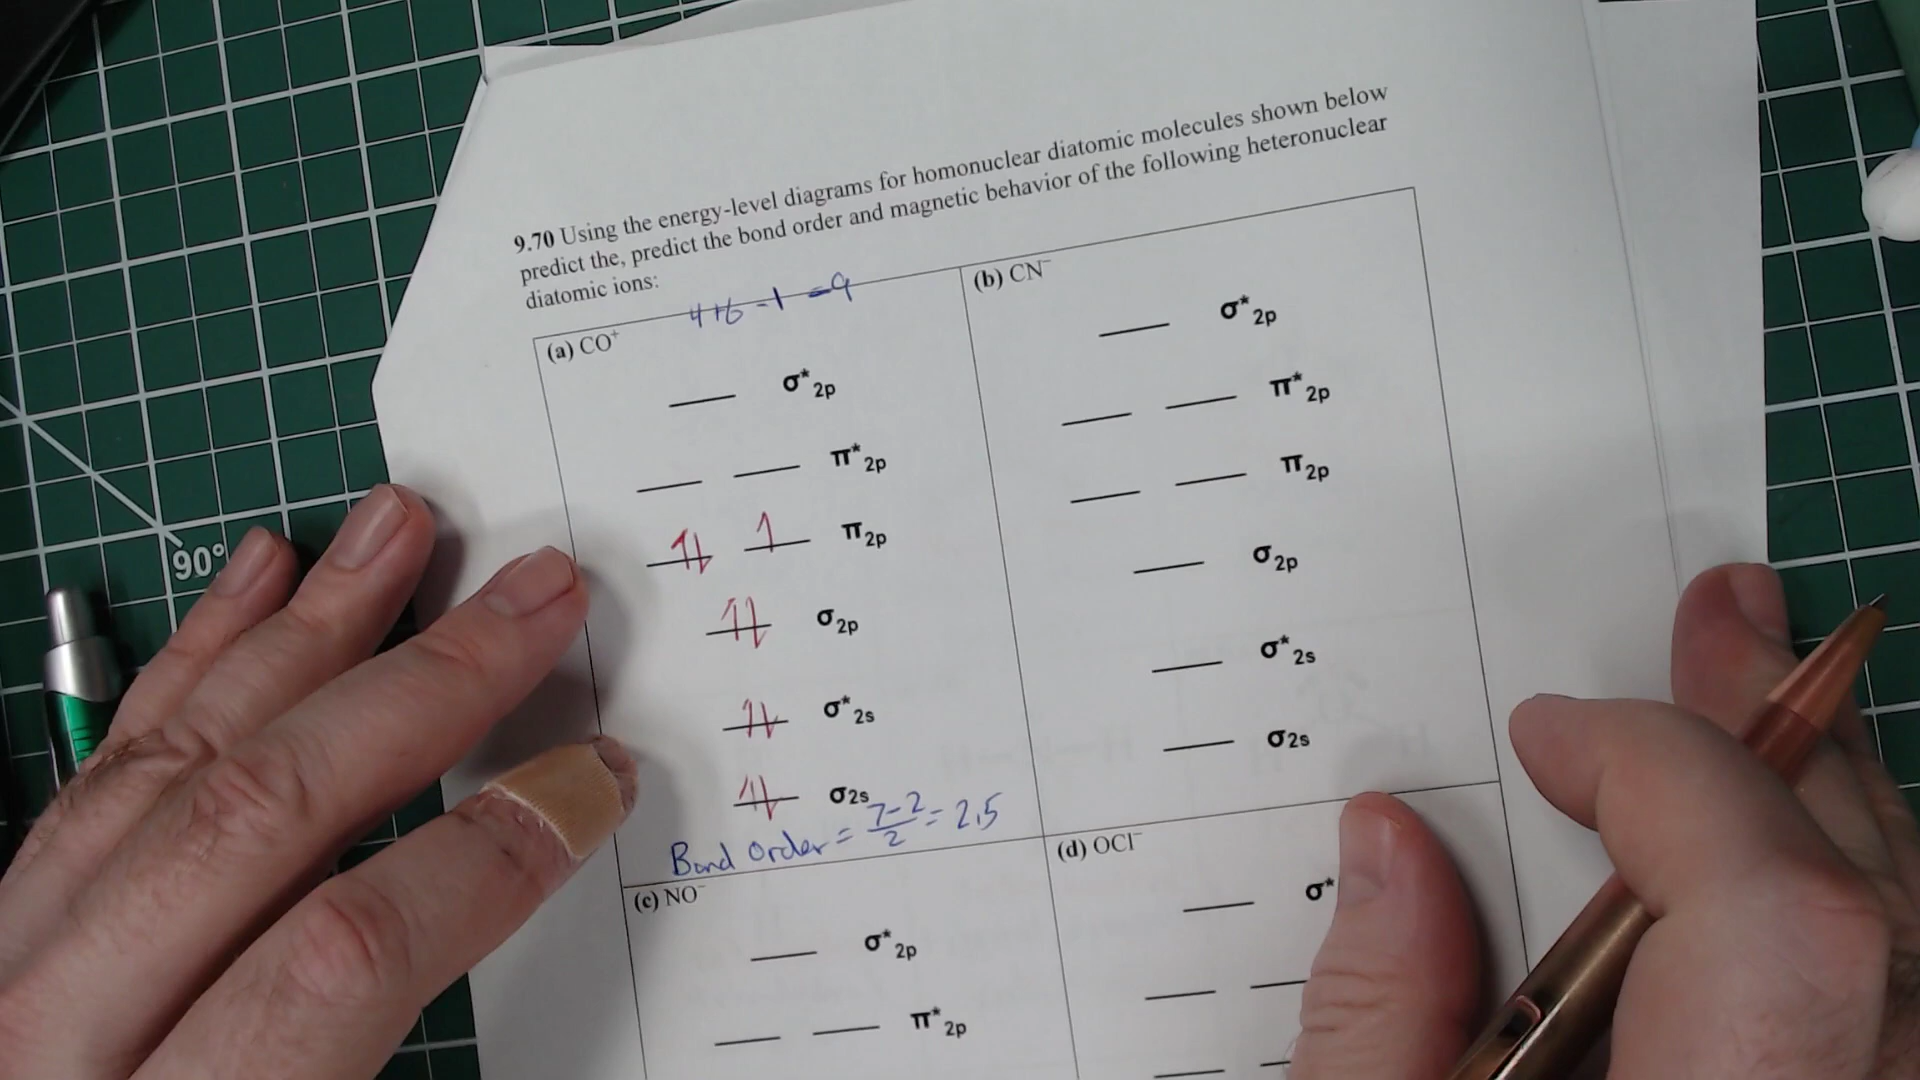 9.70 Using the energy-level diagrams for homonuclear diatomic molecules shown below
predict the, predict the bond order and magnetic behavior of the following heteronuclear
diatomic ions:
4+6-1=9
(a) CO⁺
σ*2p
π*2p
π2p
σ2p
σ*2s
σ2s
Bond Order = 7-2/2 = 2.5
(b) CN⁻
σ*2p
π*2p
π2p
σ2p
σ*2s
σ2s
(c) NO⁻
σ*2p
π*2p
(d) OCl⁻
σ*
90°